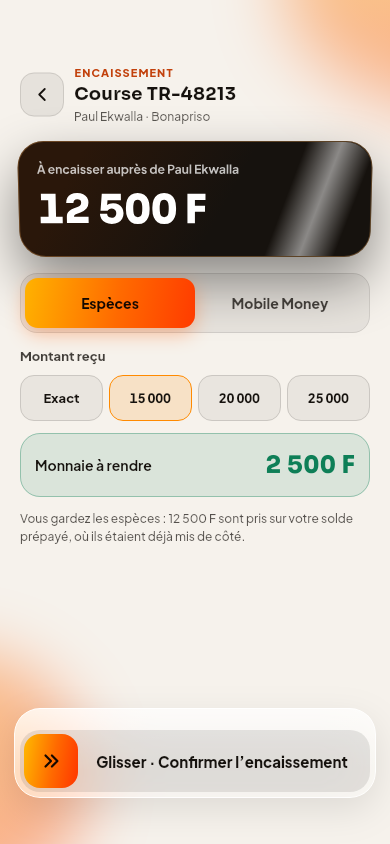 ENCAISSEMENT
Course TR-48213
Paul Ekwalla · Bonapriso
À encaisser auprès de Paul Ekwalla
12 500 F
Espèces
Mobile Money
Montant reçu
Exact
15 000
20 000
25 000
Monnaie à rendre
2 500 F
Vous gardez les espèces : 12 500 F sont pris sur votre solde
prépayé, où ils étaient déjà mis de côté.
Glisser · Confirmer l’encaissement